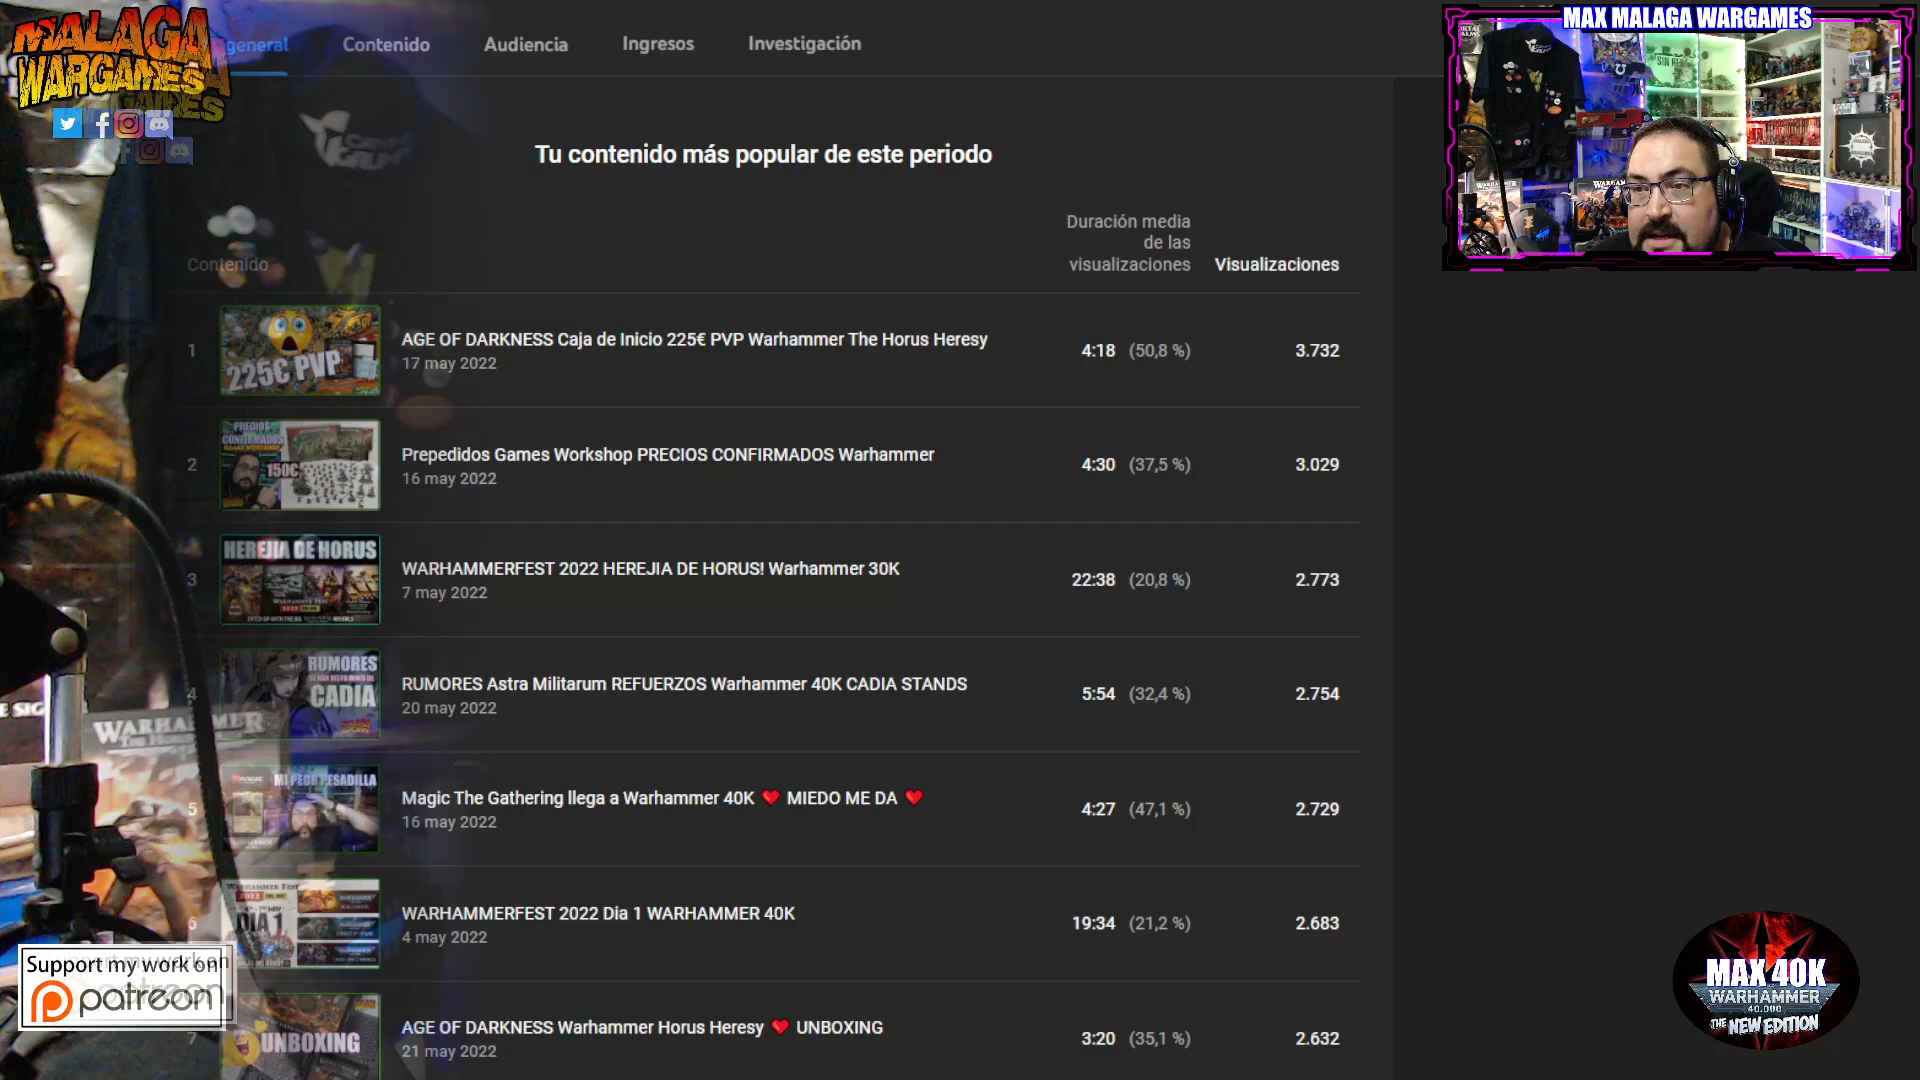 MALAGA
WARGAMES
general
Contenido
Audiencia
Ingresos
Investigación
MAX MALAGA WARGAMES
Tu contenido más popular de este periodo
Contenido
Duración media
de las
visualizaciones
Visualizaciones
1
225€ PVP
AGE OF DARKNESS Caja de Inicio 225€ PVP Warhammer The Horus Heresy
17 may 2022
4:18 (50,8 %)
3.732
2
PRECIOS
CONFIRMADOS
150€
Prepedidos Games Workshop PRECIOS CONFIRMADOS Warhammer
16 may 2022
4:30 (37,5 %)
3.029
3
HEREJIA DE HORUS
WARHAMMERFEST 2022 HEREJIA DE HORUS! Warhammer 30K
7 may 2022
22:38 (20,8 %)
2.773
4
RUMORES
CADIA
RUMORES Astra Militarum REFUERZOS Warhammer 40K CADIA STANDS
20 may 2022
5:54 (32,4 %)
2.754
WARHAMMER
5
MI PEOR PESADILLA
Magic The Gathering llega a Warhammer 40K ❤ MIEDO ME DA ❤
16 may 2022
4:27 (47,1 %)
2.729
6
WARHAMMER FEST
DIA 1
WARHAMMERFEST 2022 Dia 1 WARHAMMER 40K
4 may 2022
19:34 (21,2 %)
2.683
7
UNBOXING
AGE OF DARKNESS Warhammer Horus Heresy ❤ UNBOXING
21 may 2022
3:20 (35,1 %)
2.632
Support my work on
patreon
MAX 40K
WARHAMMER
40,000
THE NEW EDITION